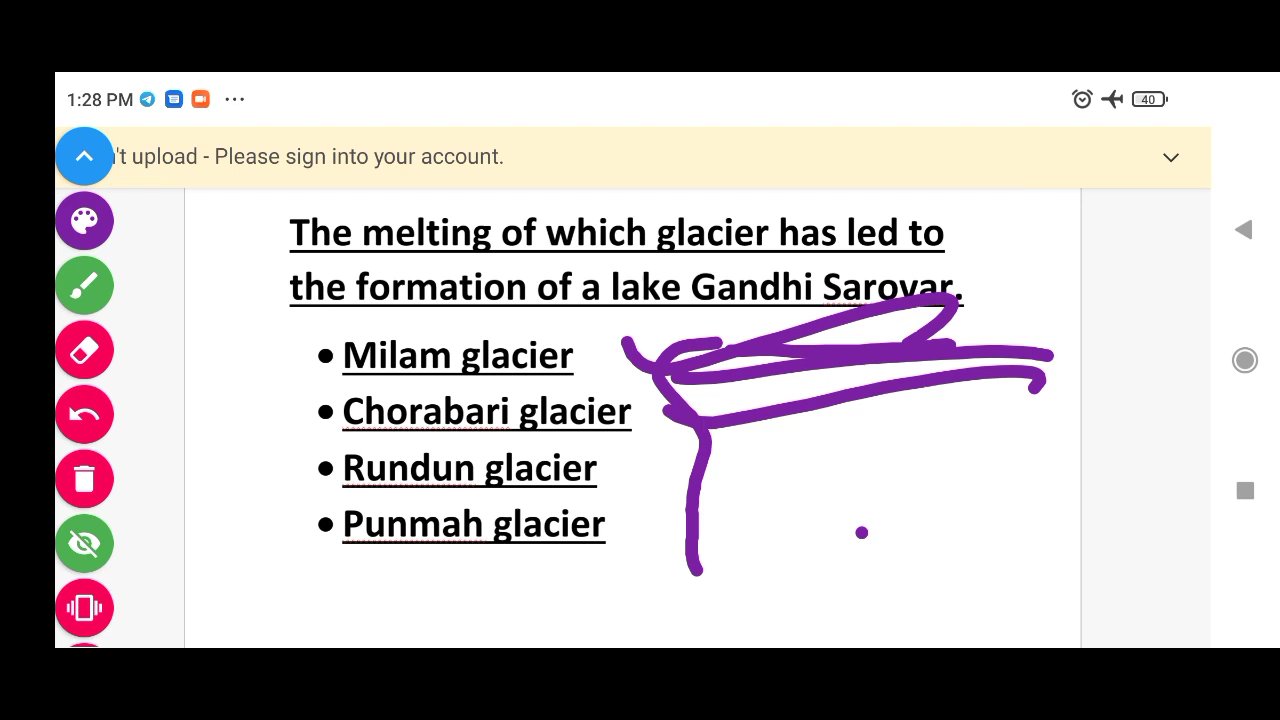 1:28 PM
40
't upload - Please sign into your account.
The melting of which glacier has led to
the formation of a lake Gandhi Sarovar.
• Milam glacier
• Chorabari glacier
• Rundun glacier
• Punmah glacier